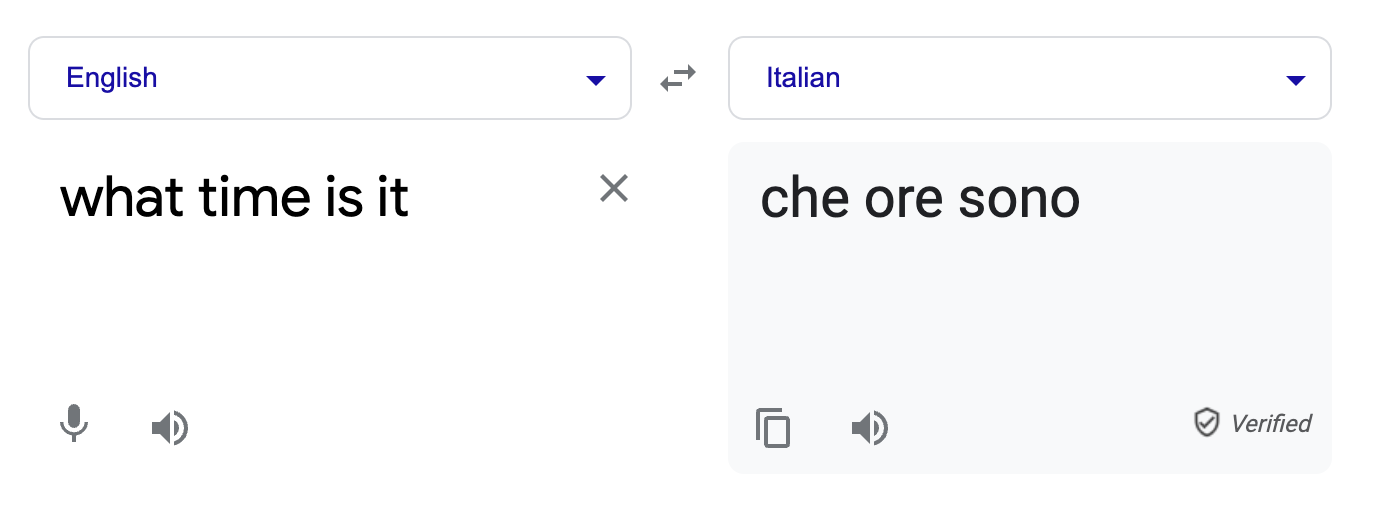 English
Italian
what time is it
che ore sono
Verified